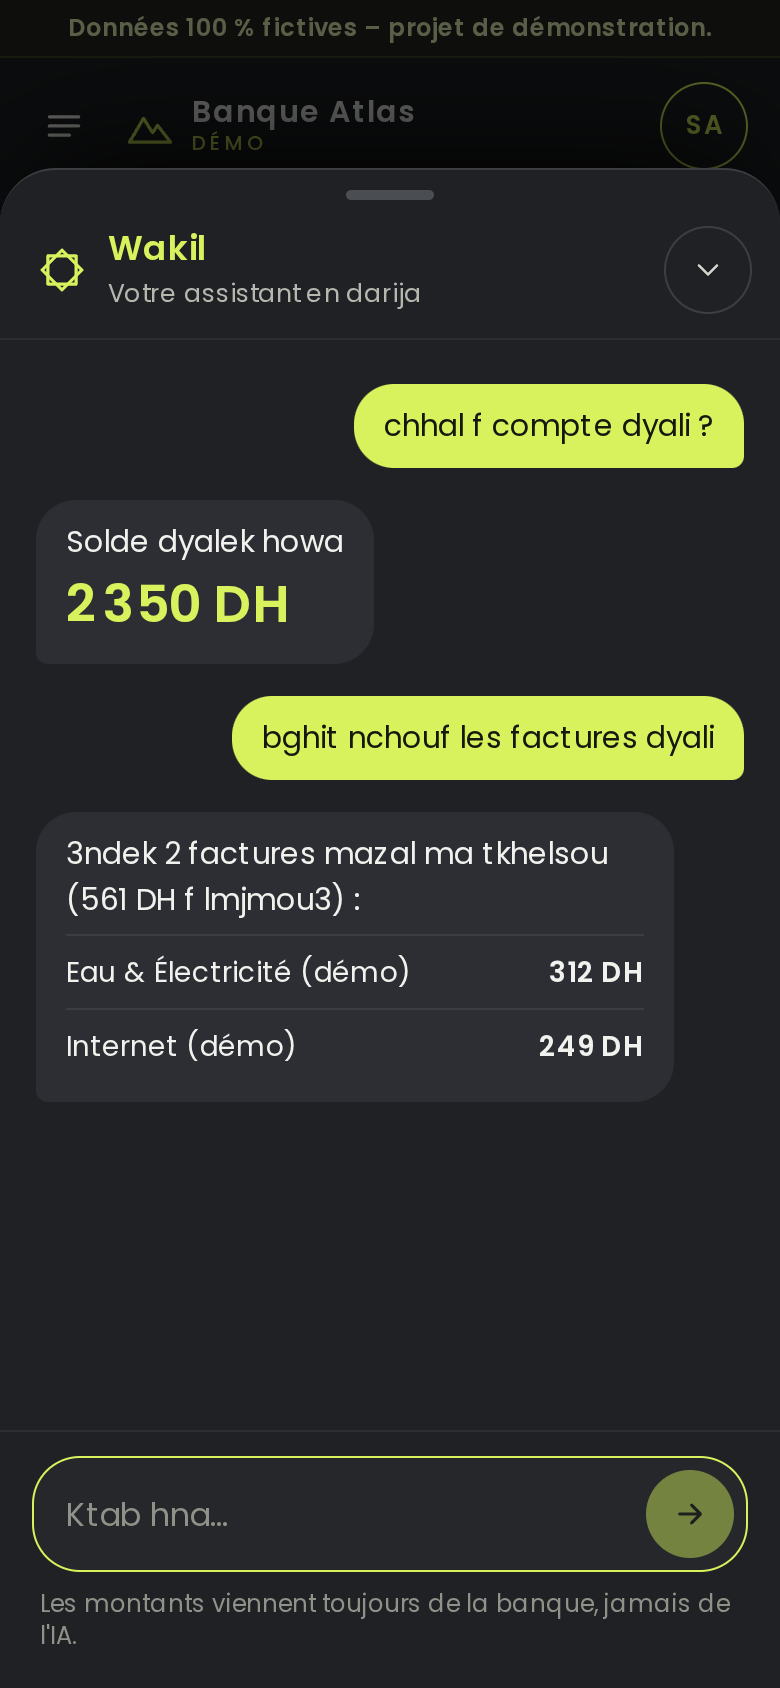 Données 100 % fictives – projet de démonstration.
Banque Atlas
DÉMO
SA
Wakil
Votre assistant en darija
chhal f compte dyali ?
Solde dyalek howa
2 350 DH
bghit nchouf les factures dyali
3ndek 2 factures mazal ma tkhelsou
(561 DH f lmjmou3) :
Eau & Électricité (démo) 312 DH
Internet (démo) 249 DH
Ktab hna...
Les montants viennent toujours de la banque, jamais de
l'IA.